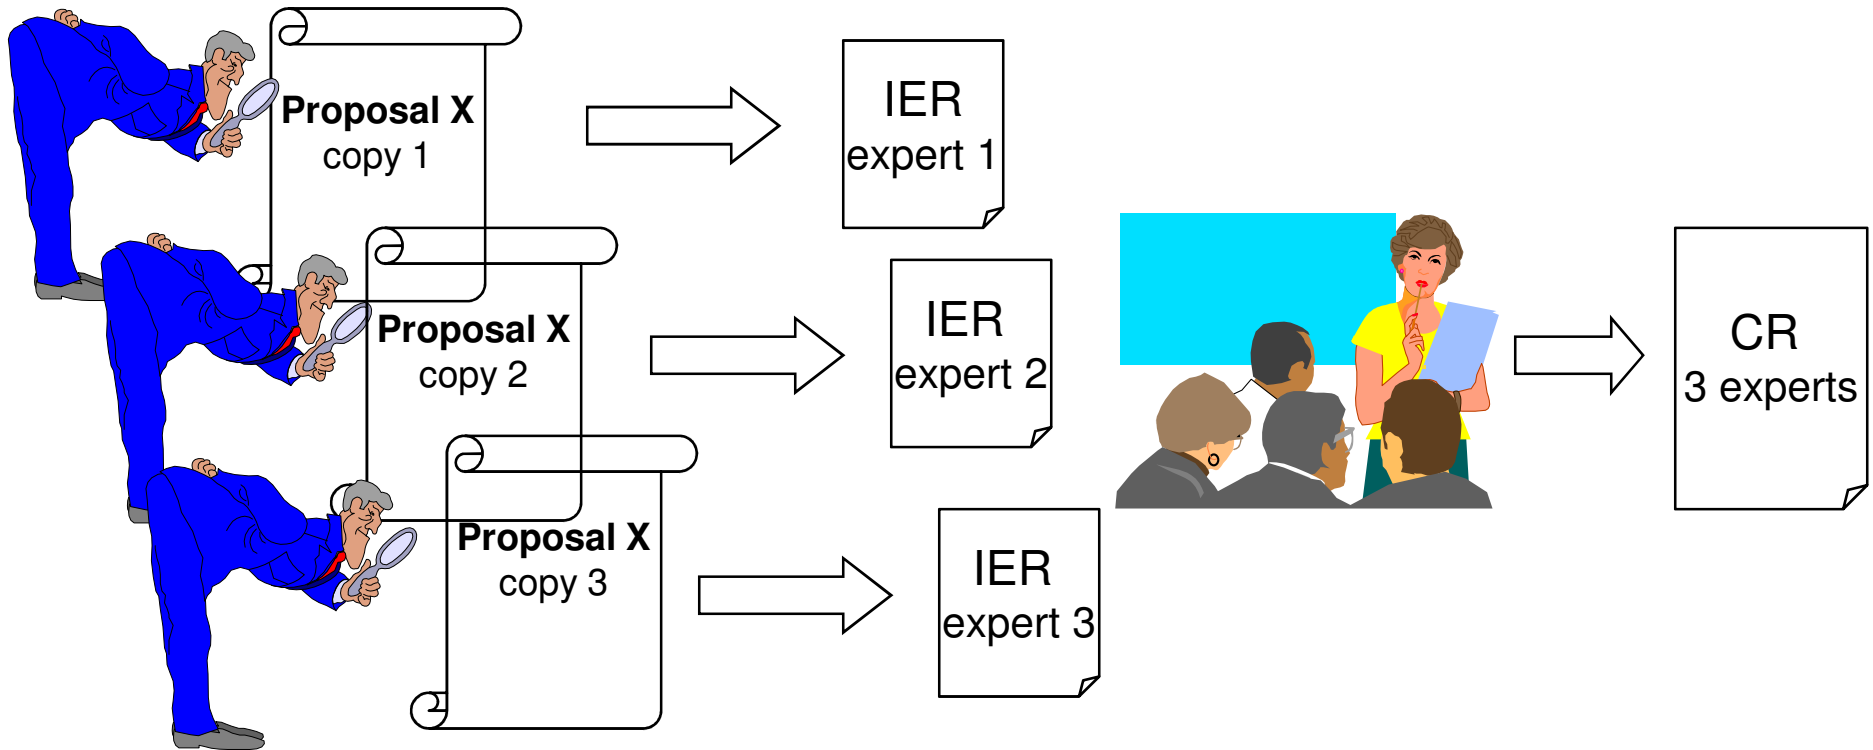 Proposal X
copy 1
IER
expert 1
Proposal X
copy 2
IER
expert 2
Proposal X
copy 3
IER
expert 3
CR
3 experts